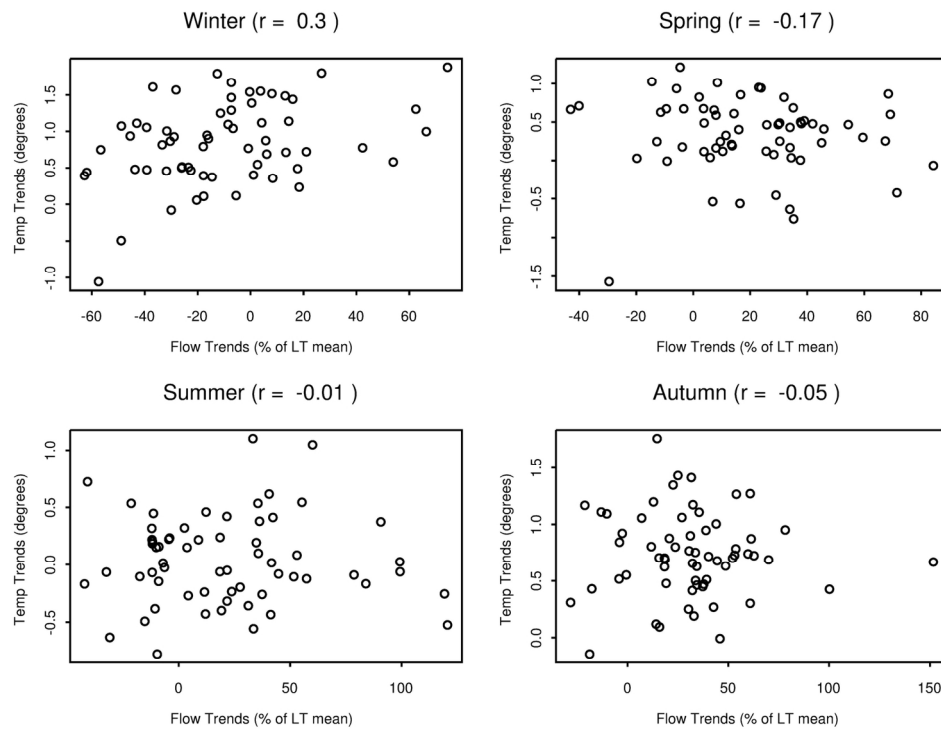 Winter (r = 0.3 )
Temp Trends (degrees)
1.5
1.0
0.5
0.0
-1.0
-60 -40 -20 0 20 40 60
Flow Trends (% of LT mean)
Spring (r = -0.17 )
Temp Trends (degrees)
1.0
0.5
-0.5
-1.5
-40 -20 0 20 40 60 80
Flow Trends (% of LT mean)
Summer (r = -0.01 )
Temp Trends (degrees)
1.0
0.5
0.0
-0.5
0 50 100
Flow Trends (% of LT mean)
Autumn (r = -0.05 )
Temp Trends (degrees)
1.5
1.0
0.5
0.0
0 50 100 150
Flow Trends (% of LT mean)